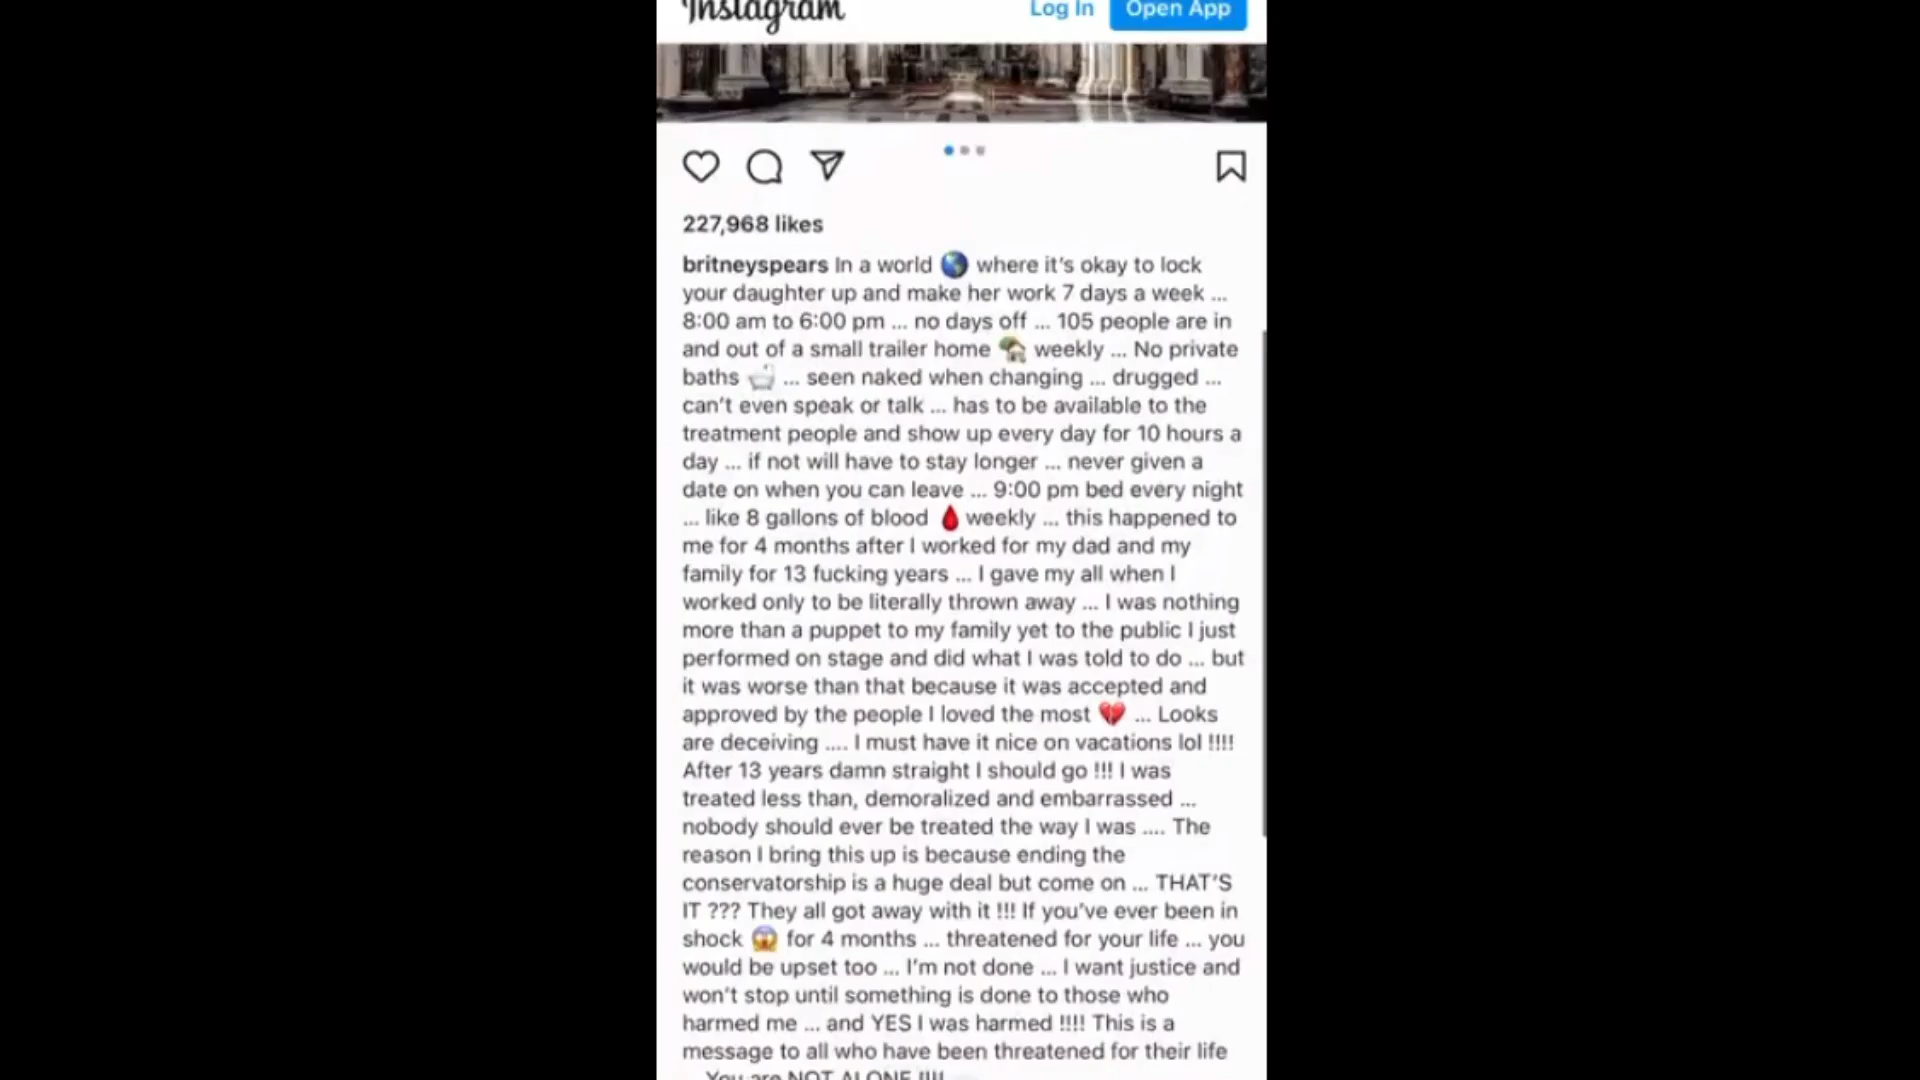 Instagram
Log In
Open App
227,968 likes
britneyspears In a world 🌎 where it's okay to lock
your daughter up and make her work 7 days a week ...
8:00 am to 6:00 pm ... no days off ... 105 people are in
and out of a small trailer home 🏡 weekly ... No private
baths 🛁 ... seen naked when changing ... drugged ...
can't even speak or talk ... has to be available to the
treatment people and show up every day for 10 hours a
day ... if not will have to stay longer ... never given a
date on when you can leave ... 9:00 pm bed every night
... like 8 gallons of blood 🩸 weekly ... this happened to
me for 4 months after I worked for my dad and my
family for 13 fucking years ... I gave my all when I
worked only to be literally thrown away ... I was nothing
more than a puppet to my family yet to the public I just
performed on stage and did what I was told to do ... but
it was worse than that because it was accepted and
approved by the people I loved the most 💔 ... Looks
are deceiving .... I must have it nice on vacations lol !!!!
After 13 years damn straight I should go !!! I was
treated less than, demoralized and embarrassed ...
nobody should ever be treated the way I was .... The
reason I bring this up is because ending the
conservatorship is a huge deal but come on ... THAT'S
IT ??? They all got away with it !!! If you've ever been in
shock 😱 for 4 months ... threatened for your life ... you
would be upset too ... I'm not done ... I want justice and
won't stop until something is done to those who
harmed me ... and YES I was harmed !!!! This is a
message to all who have been threatened for their life
... You are NOT ALONE !!!!